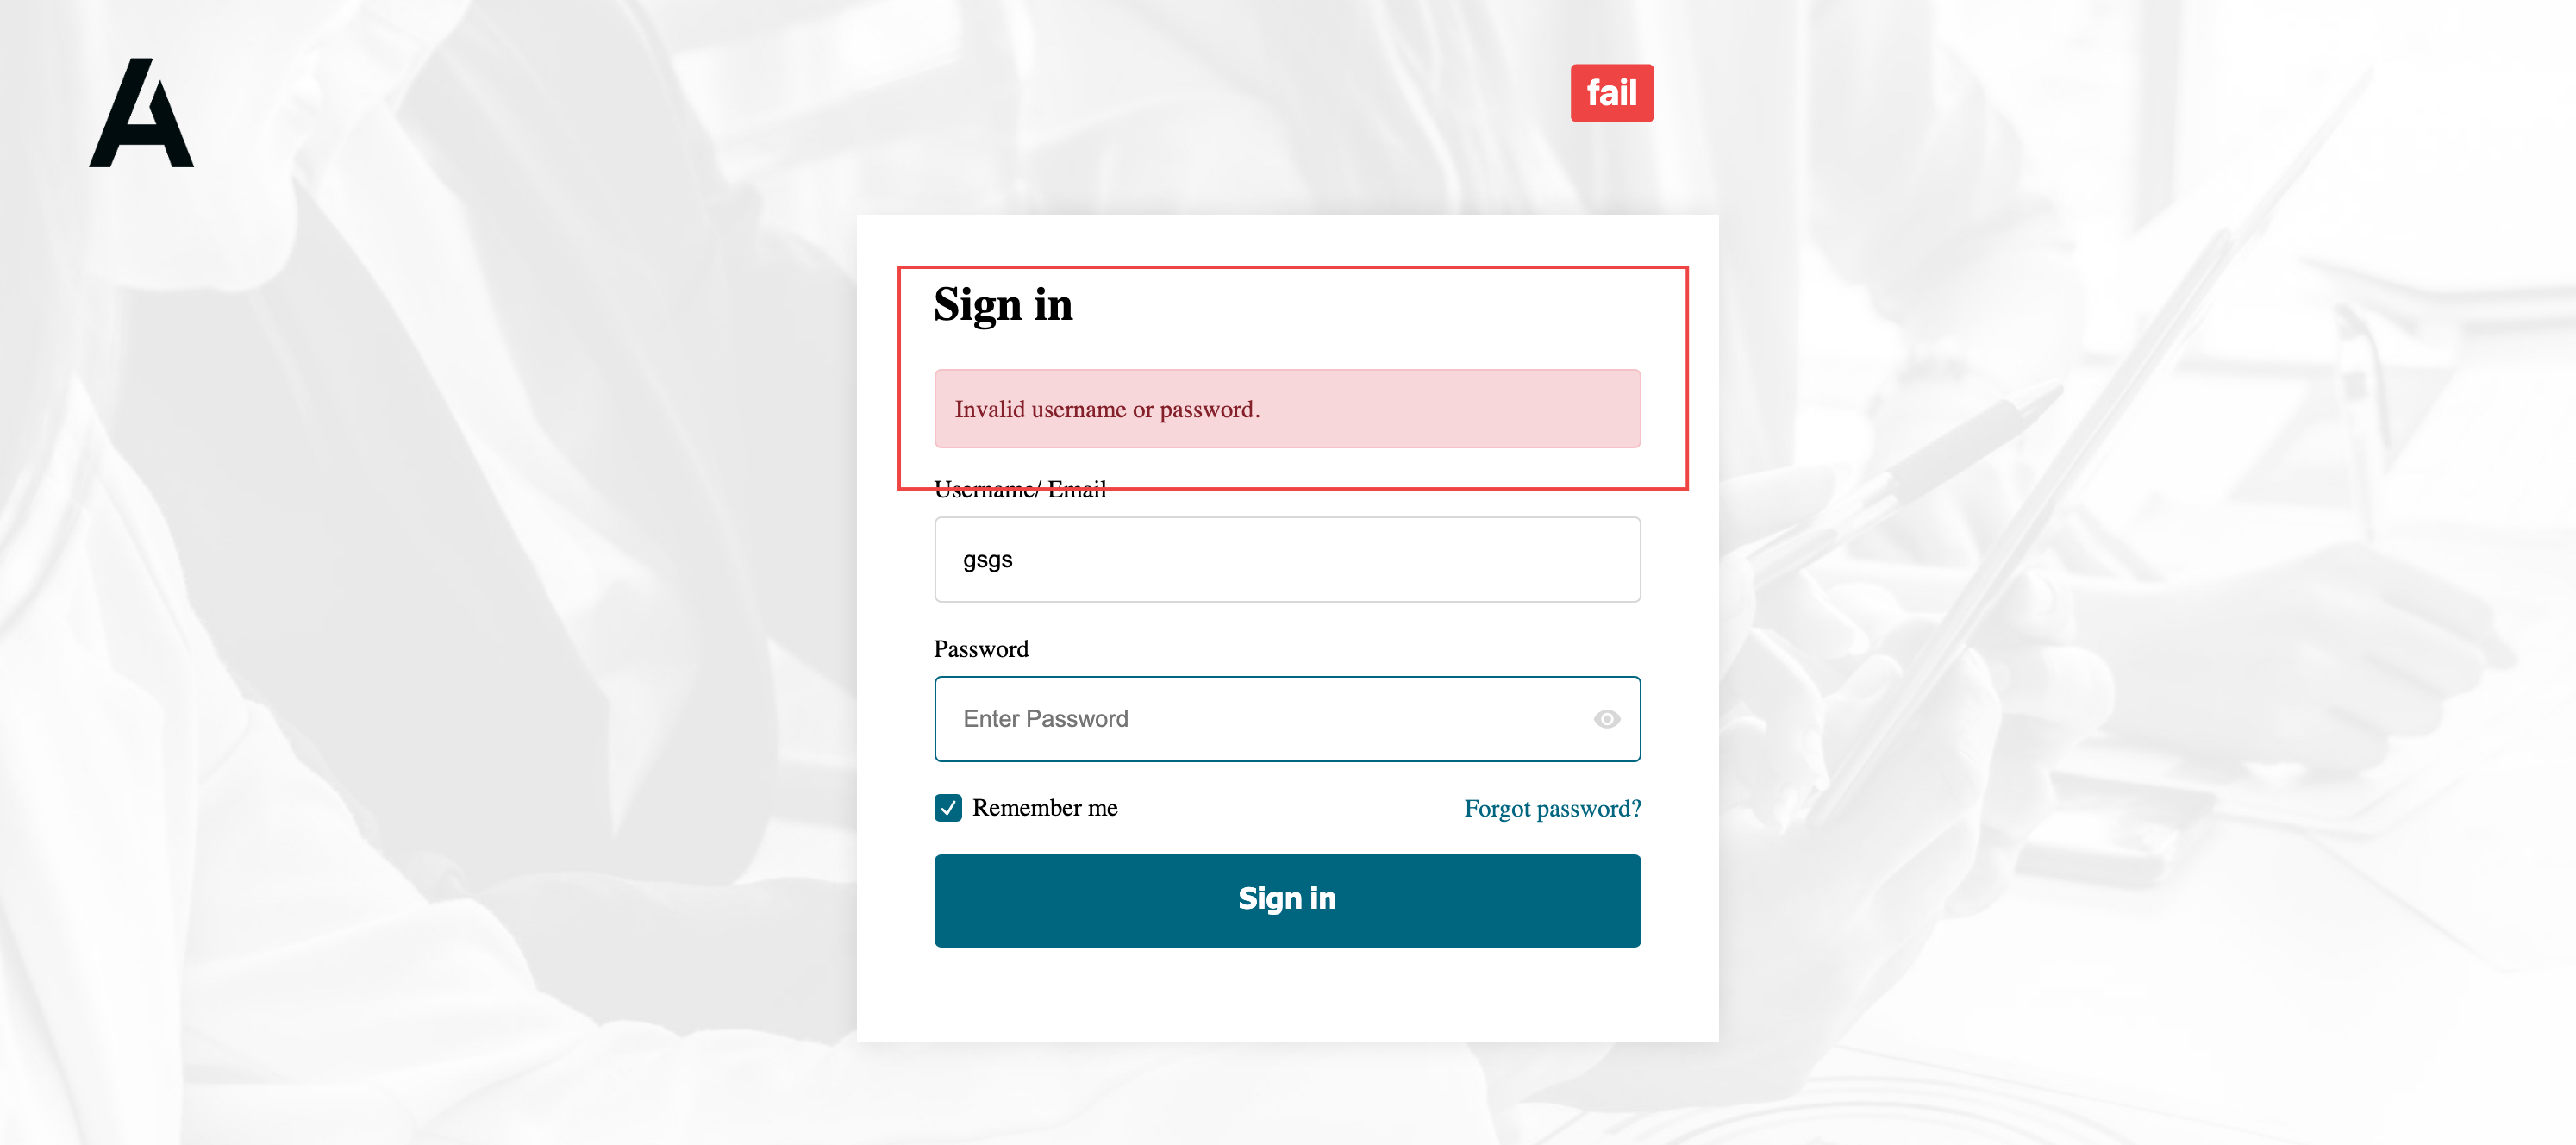 fail
Sign in
Invalid username or password.
Username/ Email
gsgs
Password
Enter Password
Remember me
Forgot password?
Sign in